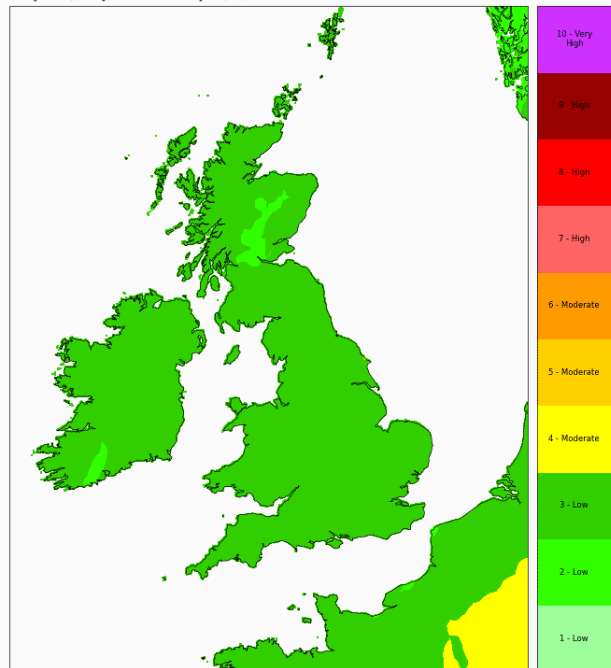 10 - Very
High
9 - High
8 - High
7 - High
6 - Moderate
5 - Moderate
4 - Moderate
3 - Low
2 - Low
1 - Low